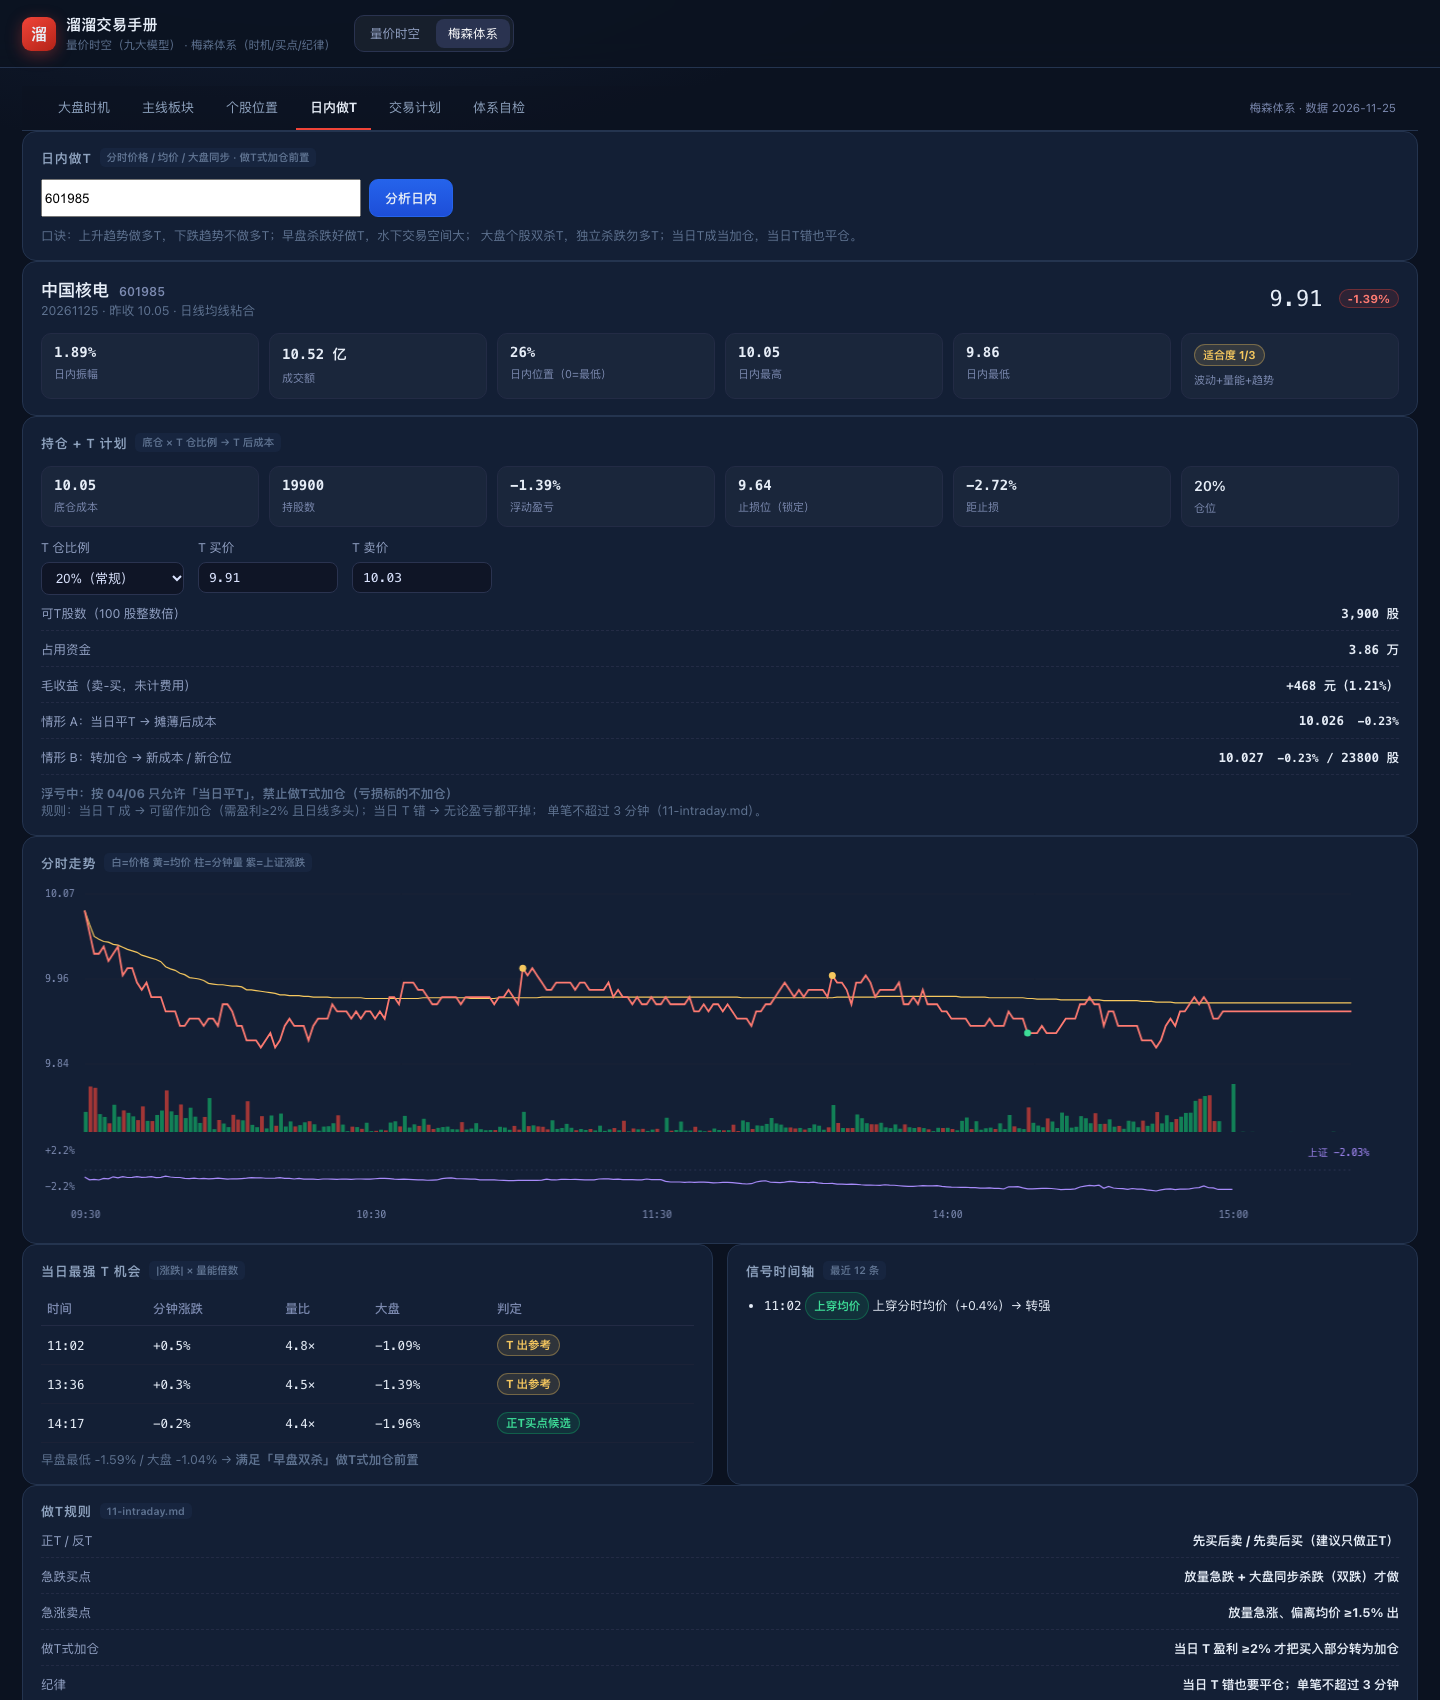 溜
溜溜交易手册
量价时空（九大模型） · 梅森体系（时机/买点/纪律）
量价时空
梅森体系
大盘时机
主线板块
个股位置
日内做T
交易计划
体系自检
梅森体系 · 数据 2026-11-25
日内做T
分时价格 / 均价 / 大盘同步 · 做T式加仓前置
601985
分析日内
口诀：上升趋势做多T，下跌趋势不做多T；早盘杀跌好做T，水下交易空间大； 大盘个股双杀T，独立杀跌勿多T；当日T成当加仓，当日T错也平仓。
中国核电 601985
20261125 · 昨收 10.05 · 日线均线粘合
9.91
-1.39%
1.89%
日内振幅
10.52 亿
成交额
26%
日内位置（0=最低）
10.05
日内最高
9.86
日内最低
适合度 1/3
波动+量能+趋势
持仓 + T 计划
底仓 × T 仓比例 → T 后成本
10.05
底仓成本
19900
持股数
-1.39%
浮动盈亏
9.64
止损位（锁定）
-2.72%
距止损
20%
仓位
T 仓比例
T 买价
T 卖价
20%（常规）
9.91
10.03
可T股数（100 股整数倍）
3,900 股
占用资金
3.86 万
毛收益（卖-买，未计费用）
+468 元（1.21%）
情形 A：当日平T → 摊薄后成本
10.026 -0.23%
情形 B：转加仓 → 新成本 / 新仓位
10.027 -0.23% / 23800 股
浮亏中：按 04/06 只允许「当日平T」，禁止做T式加仓（亏损标的不加仓）
规则：当日 T 成 → 可留作加仓（需盈利≥2% 且日线多头）；当日 T 错 → 无论盈亏都平掉； 单笔不超过 3 分钟（11-intraday.md）。
分时走势
白=价格 黄=均价 柱=分钟量 紫=上证涨跌
10.07
9.96
9.84
+2.2%
上证 -2.03%
-2.2%
09:30
10:30
11:30
14:00
15:00
当日最强 T 机会
|涨跌| × 量能倍数
时间
分钟涨跌
量比
大盘
判定
11:02
+0.5%
4.8×
-1.09%
T 出参考
13:36
+0.3%
4.5×
-1.39%
T 出参考
14:17
-0.2%
4.4×
-1.96%
正T买点候选
早盘最低 -1.59% / 大盘 -1.04% → 满足「早盘双杀」做T式加仓前置
信号时间轴
最近 12 条
11:02 上穿均价 上穿分时均价（+0.4%）→ 转强
做T规则
11-intraday.md
正T / 反T
先买后卖 / 先卖后买（建议只做正T）
急跌买点
放量急跌 + 大盘同步杀跌（双跌）才做
急涨卖点
放量急涨、偏离均价 ≥1.5% 出
做T式加仓
当日 T 盈利 ≥2% 才把买入部分转为加仓
纪律
当日 T 错也要平仓；单笔不超过 3 分钟